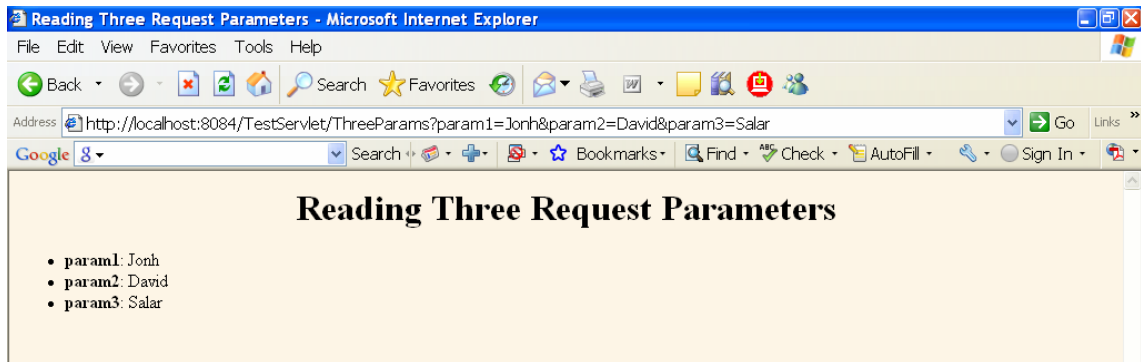 Reading Three Request Parameters - Microsoft Internet Explorer
File Edit View Favorites Tools Help
Back Search Favorites W
Address http://localhost:8084/TestServlet/ThreeParams?param1=Jonh&param2=David&param3=Salar Go Links »
Google g Search Bookmarks Find ABC Check AutoFill Sign In
Reading Three Request Parameters
• param1: Jonh
• param2: David
• param3: Salar